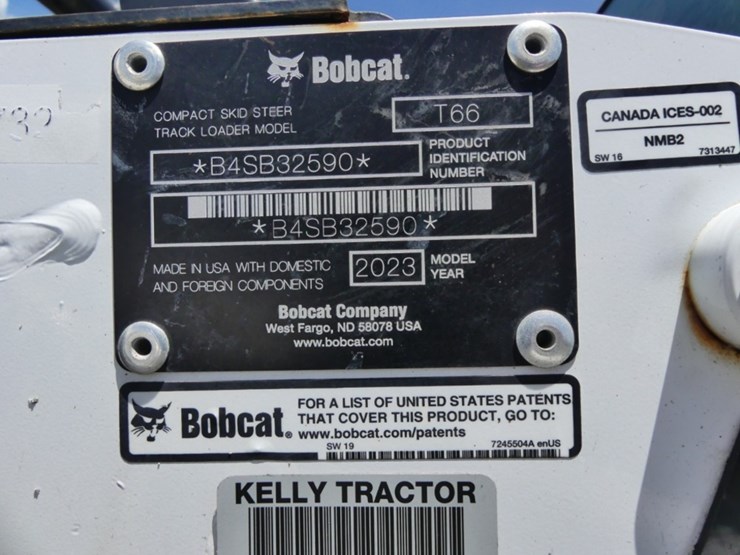 Bobcat.
COMPACT SKID STEER
TRACK LOADER MODEL
T66
*B4SB32590*
PRODUCT
IDENTIFICATION
NUMBER
*B4SB32590*
MADE IN USA WITH DOMESTIC
AND FOREIGN COMPONENTS
2023
MODEL
YEAR
Bobcat Company
West Fargo, ND 58078 USA
www.bobcat.com
CANADA ICES-002
NMB2
SW 16
7313447
Bobcat.
FOR A LIST OF UNITED STATES PATENTS
THAT COVER THIS PRODUCT, GO TO:
www.bobcat.com/patents
SW 19
7245504A enUS
KELLY TRACTOR